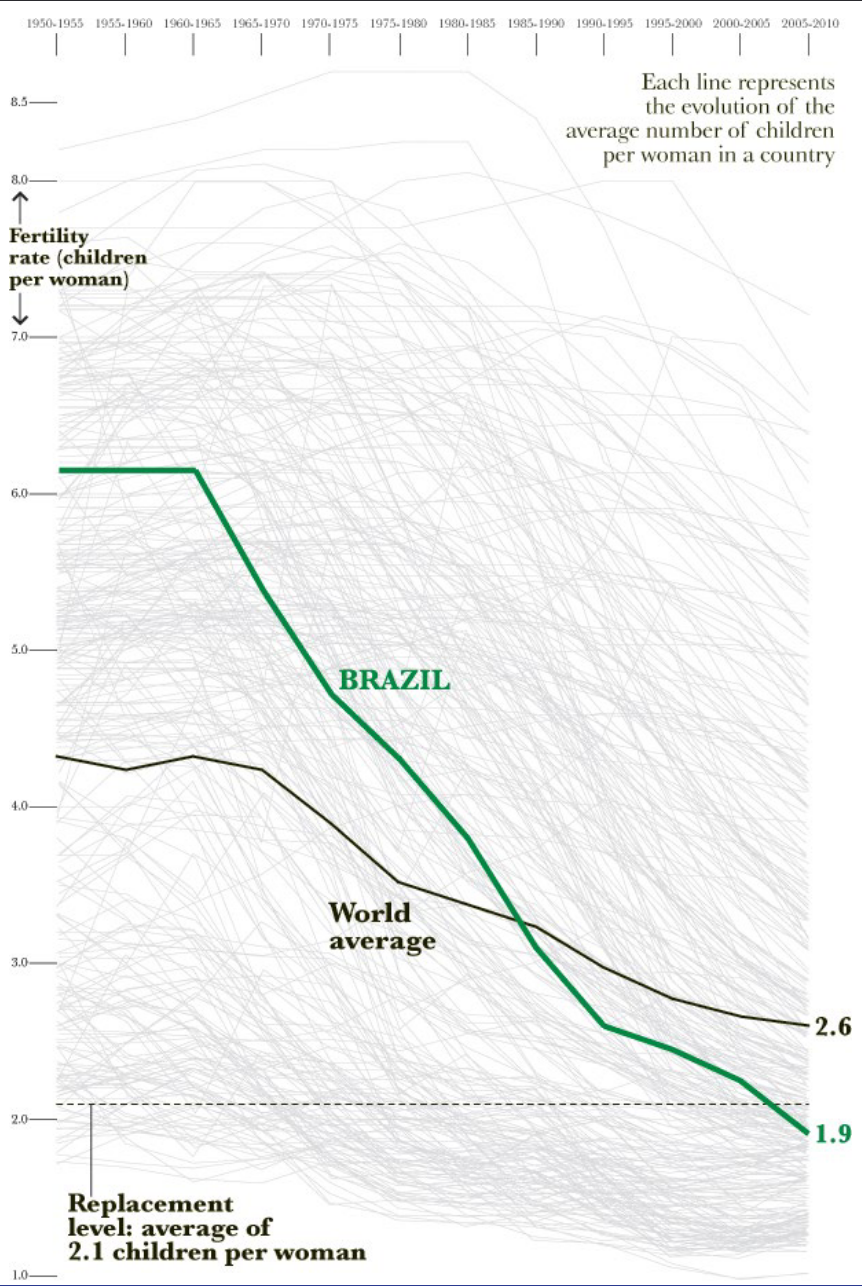 1950-1955 1955-1960 1960-1965 1965-1970 1970-1975 1975-1980 1980-1985 1985-1990 1990-1995 1995-2000 2000-2005 2005-2010
Each line represents
the evolution of the
average number of children
per woman in a country
8.5
8.0
Fertility
rate (children
per woman)
7.0
6.0
5.0
BRAZIL
4.0
World
average
3.0
2.6
2.0
1.9
Replacement
level: average of
2.1 children per woman
1.0